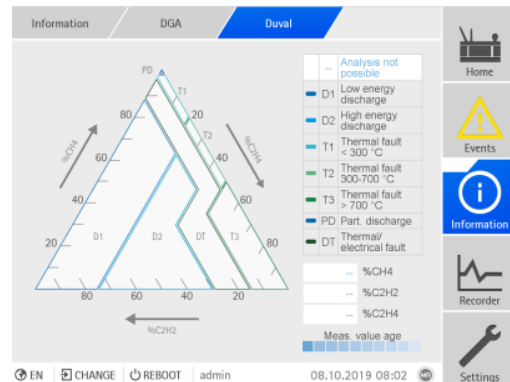 Information DGA Duval
PD
T1
80 20
T2
%CH4 %C2H4
60 40
40 60
20 D1 D2 DT T3 80
80 60 40 20
%C2H2
-- Analysis not
possible
D1 Low energy
discharge
D2 High energy
discharge
T1 Thermal fault
< 300 °C
T2 Thermal fault
300-700 °C
T3 Thermal fault
> 700 °C
PD Part. discharge
DT Thermal/
electrical fault
-- %CH4
-- %C2H2
-- %C2H4
Meas. value age
Home
Events
Information
Recorder
Settings
EN CHANGE REBOOT admin 08.10.2019 08:02 MR